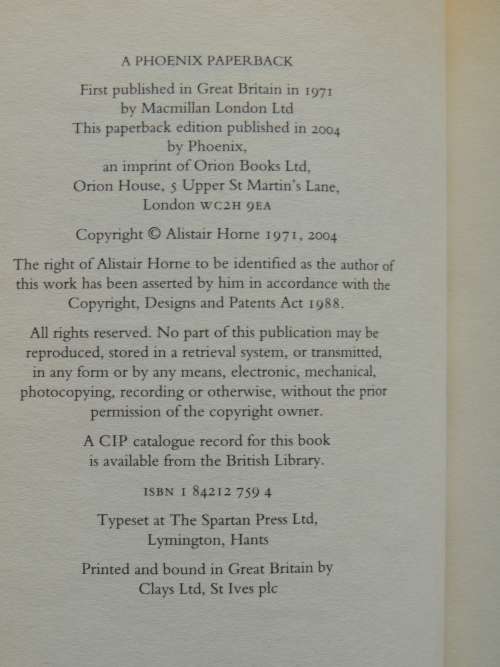 A PHOENIX PAPERBACK
First published in Great Britain in 1971
by Macmillan London Ltd
This paperback edition published in 2004
by Phoenix,
an imprint of Orion Books Ltd,
Orion House, 5 Upper St Martin's Lane,
London WC2H 9EA
Copyright © Alistair Horne 1971, 2004
The right of Alistair Horne to be identified as the author of
this work has been asserted by him in accordance with the
Copyright, Designs and Patents Act 1988.
All rights reserved. No part of this publication may be
reproduced, stored in a retrieval system, or transmitted,
in any form or by any means, electronic, mechanical,
photocopying, recording or otherwise, without the prior
permission of the copyright owner.
A CIP catalogue record for this book
is available from the British Library.
ISBN 1 84212 759 4
Typeset at The Spartan Press Ltd,
Lymington, Hants
Printed and bound in Great Britain by
Clays Ltd, St Ives plc